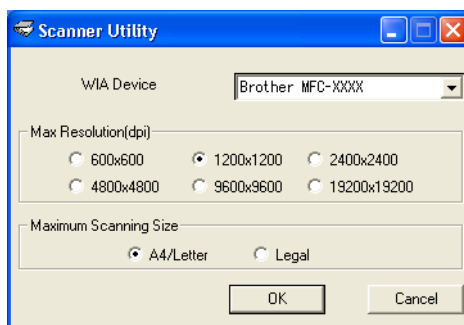 Scanner Utility
WIA Device Brother MFC-XXXX
Max Resolution(dpi)
600x600 1200x1200 2400x2400
4800x4800 9600x9600 19200x19200
Maximum Scanning Size
A4/Letter Legal
OK Cancel